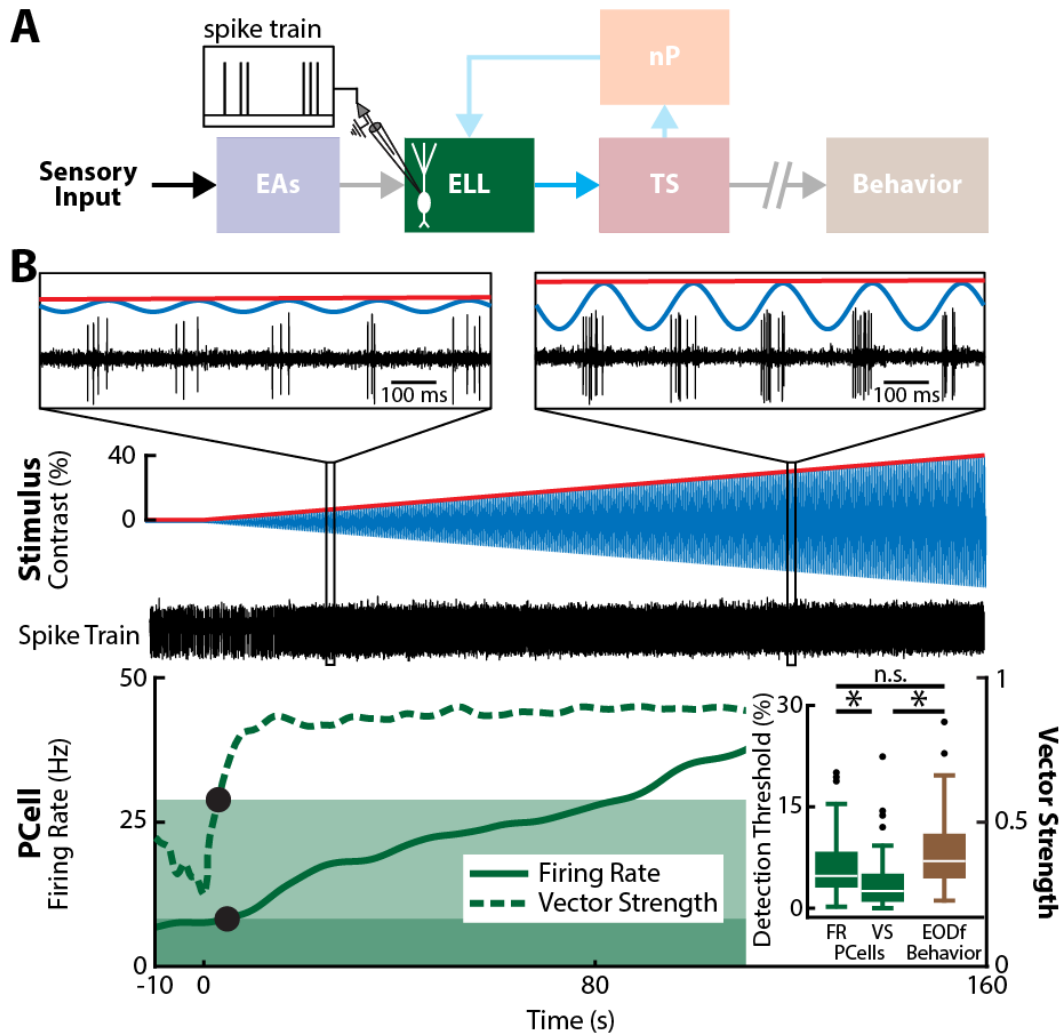 A
spike train
nP
Sensory
Input
EAs
ELL
TS
Behavior
B
100 ms
100 ms
Stimulus
Contrast (%)
40
0
Spike Train
PCell
Firing Rate (Hz)
50
25
0
Firing Rate
Vector Strength
Detection Threshold (%)
30
15
0
n.s.
*
*
FR
VS
EODf
PCells
Behavior
1
0.5
0
Vector Strength
-10
0
80
160
Time (s)